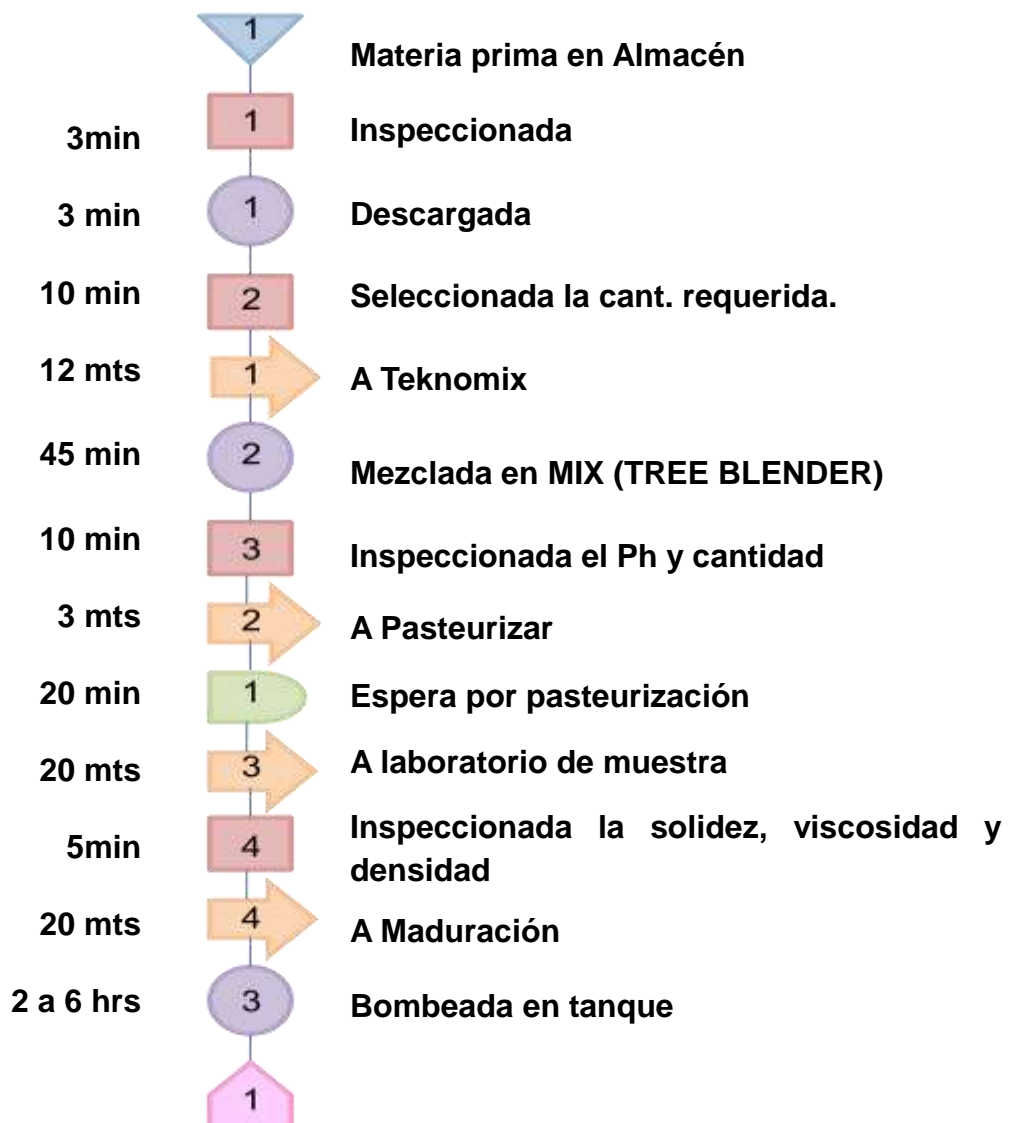 1
Materia prima en Almacén
3min 1 Inspeccionada
3 min 1 Descargada
10 min 2 Seleccionada la cant. requerida.
12 mts 1 A Teknomix
45 min 2 Mezclada en MIX (TREE BLENDER)
10 min 3 Inspeccionada el Ph y cantidad
3 mts 2 A Pasteurizar
20 min 1 Espera por pasteurización
20 mts 3 A laboratorio de muestra
5min 4 Inspeccionada la solidez, viscosidad y
densidad
20 mts 4 A Maduración
2 a 6 hrs 3 Bombeada en tanque
1